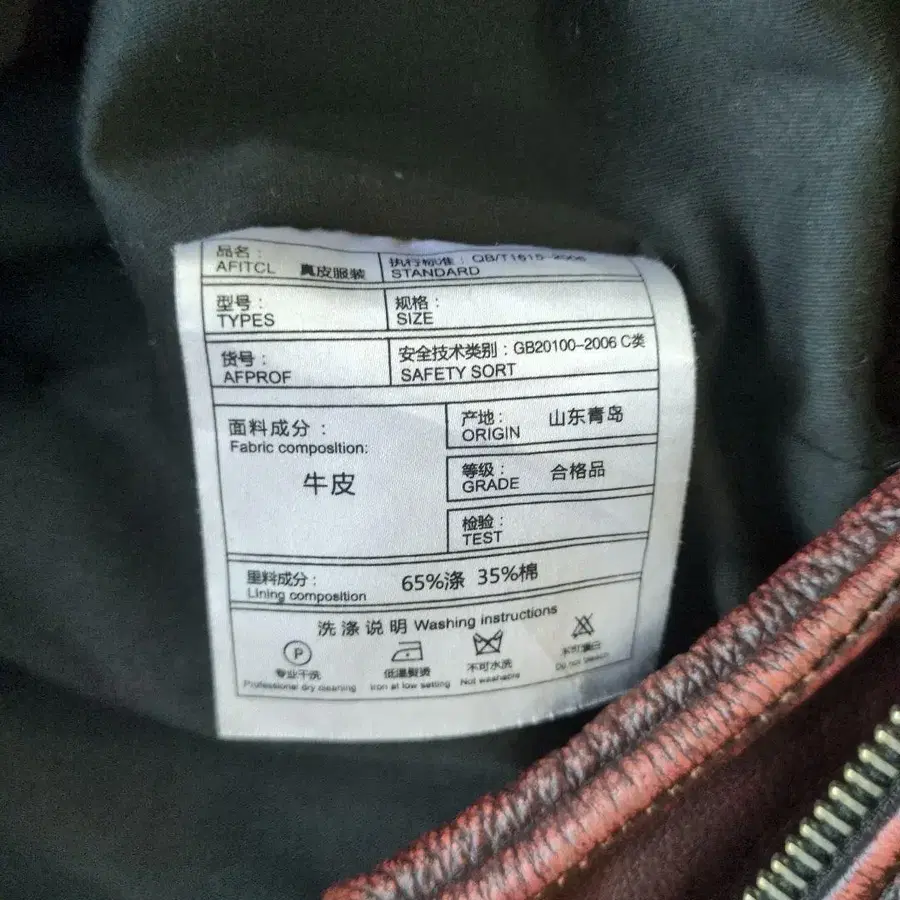 品名： 执行标准：QB/T1615-2006
AFITCL 真皮服装 STANDARD
型号： 规格：
TYPES SIZE
货号： 安全技术类别：GB20100-2006 C类
AFPROF SAFETY SORT
面料成分：
Fabric composition:
牛皮
产地： 山东青岛
ORIGIN
等级： 合格品
GRADE
检验：
TEST
里料成分： 65%涤 35%棉
Lining composition
洗涤说明 Washing instructions
P
专业干洗 低温熨烫 不可水洗 不可漂白
Professional dry cleaning Iron at low setting Not washable Do not bleach